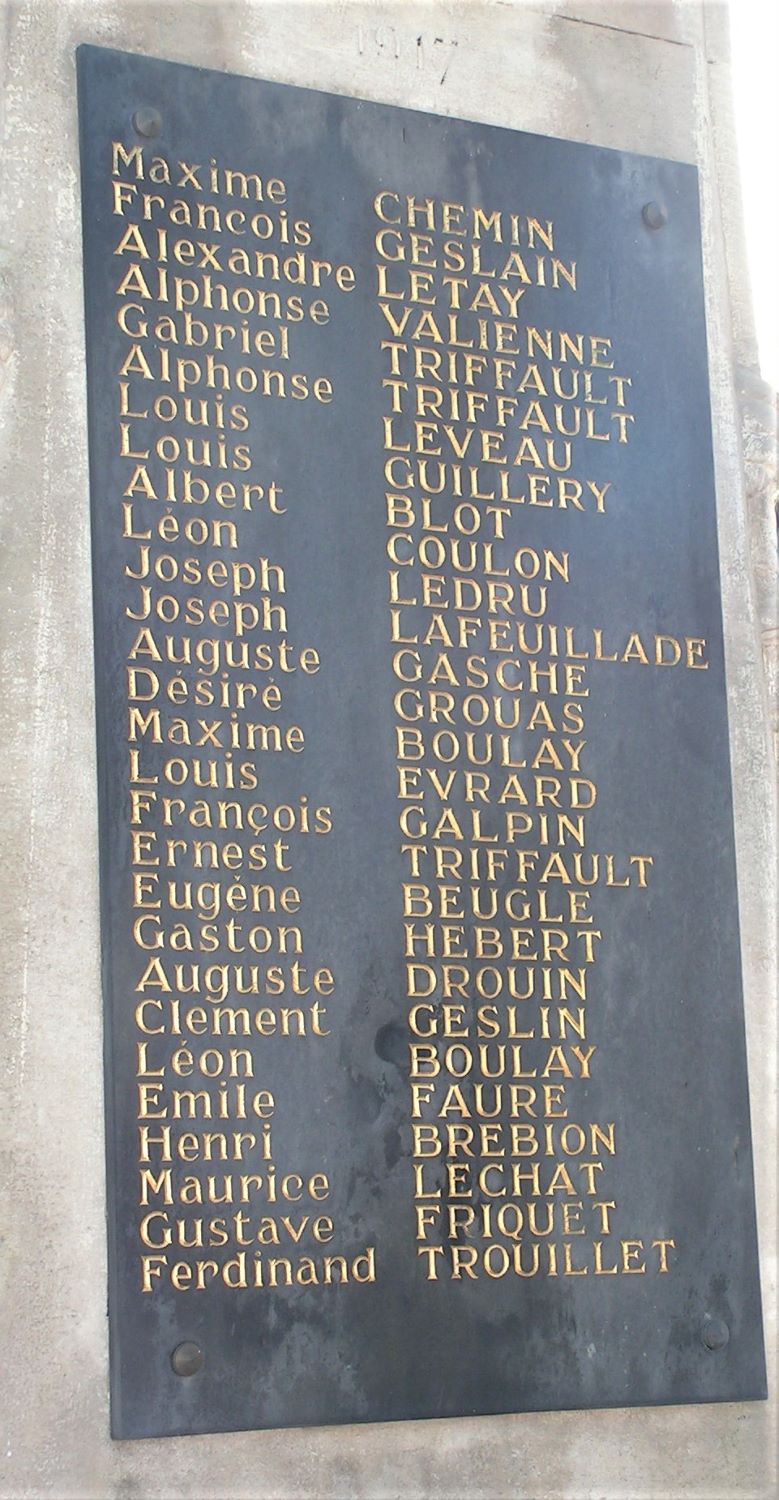 1917
Maxime CHEMIN
Francois GESLAIN
Alexandre LETAY
Alphonse VALIENNE
Gabriel TRIFFAULT
Alphonse TRIFFAULT
Louis LEVEAU
Louis GUILLERY
Albert BLOT
Léon COULON
Joseph LEDRU
Joseph LAFEUILLADE
Auguste GASCHE
Désiré GROUAS
Maxime BOULAY
Louis EVRARD
François GALPIN
Ernest TRIFFAULT
Eugène BEUGLE
Gaston HEBERT
Auguste DROUIN
Clement GESLIN
Léon BOULAY
Emile FAURE
Henri BREBION
Maurice LECHAT
Gustave FRIQUET
Ferdinand TROUILLET